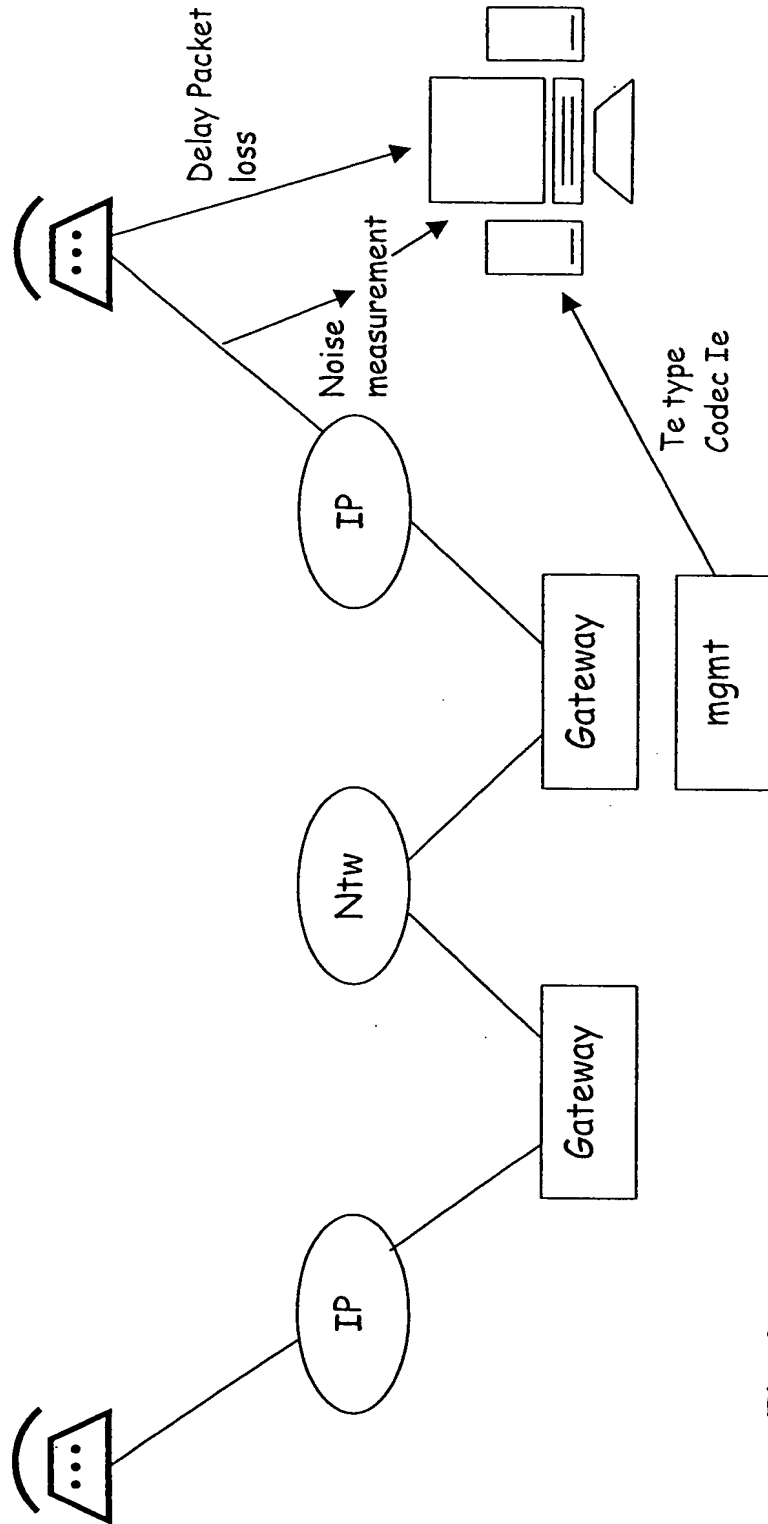 IP
Gateway
Ntw
Gateway
mgmt
IP
Noise
measurement
Delay Packet
loss
Te type
Codec Ie